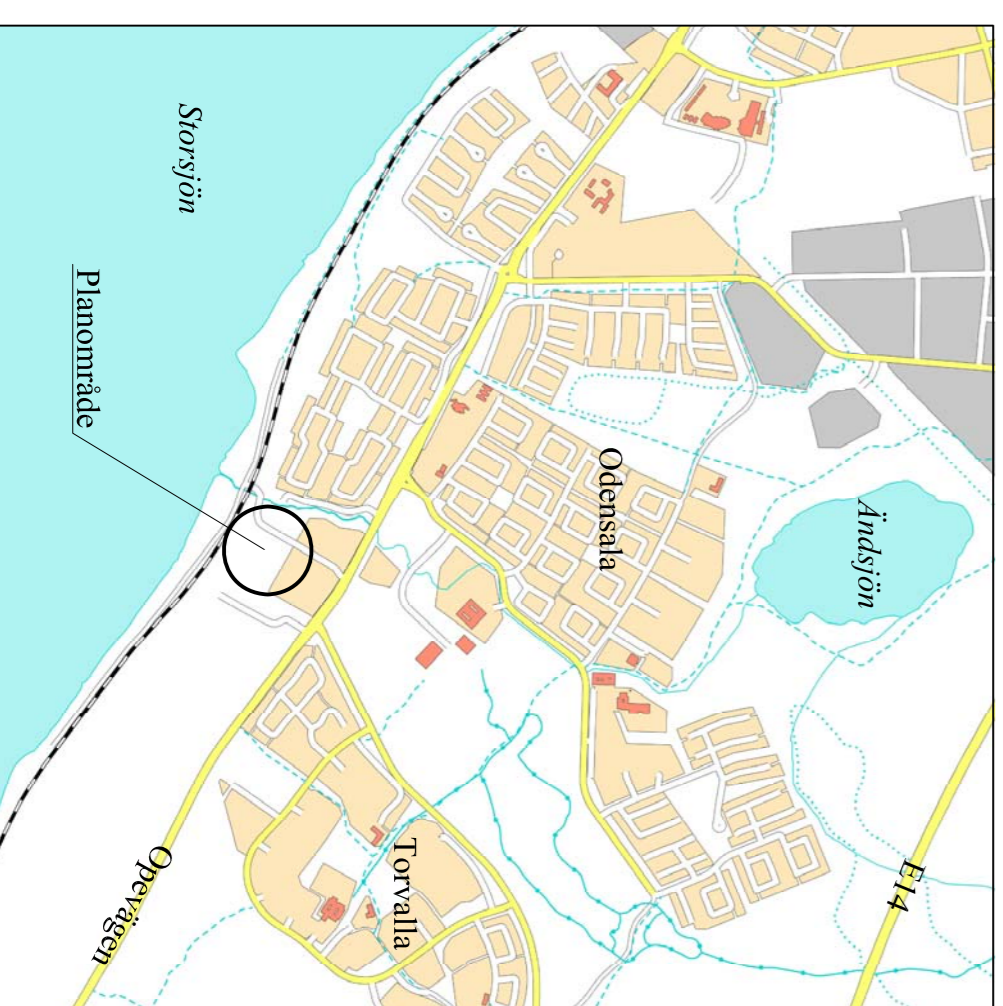 Storsjön
Planområde
Odensala
Ändsjön
E14
Torvalla
Opevägen